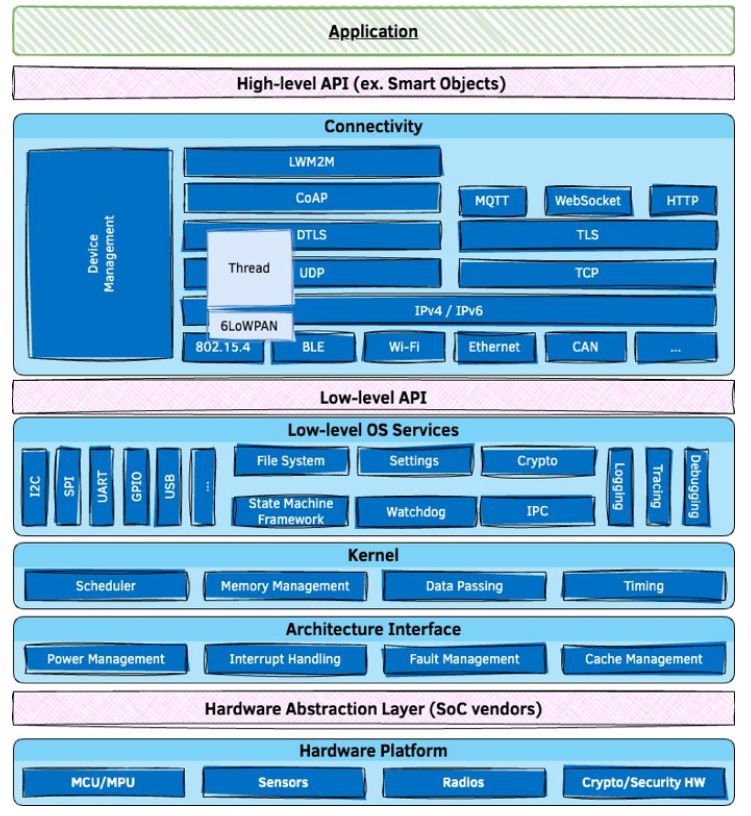 Application
High-level API (ex. Smart Objects)
Connectivity
Device
Management
LWM2M
CoAP
MQTT
WebSocket
HTTP
DTLS
TLS
Thread
UDP
TCP
IPv4 / IPv6
6LoWPAN
802.15.4
BLE
Wi-Fi
Ethernet
CAN
...
Low-level API
Low-level OS Services
I2C
SPI
UART
GPIO
USB
...
File System
Settings
Crypto
State Machine
Framework
Watchdog
IPC
Logging
Tracing
Debugging
Kernel
Scheduler
Memory Management
Data Passing
Timing
Architecture Interface
Power Management
Interrupt Handling
Fault Management
Cache Management
Hardware Abstraction Layer (SoC vendors)
Hardware Platform
MCU/MPU
Sensors
Radios
Crypto/Security HW